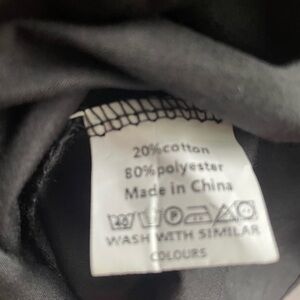 20%cotton
80%polyester
Made in China
WASH WITH SIMILAR
COLOURS